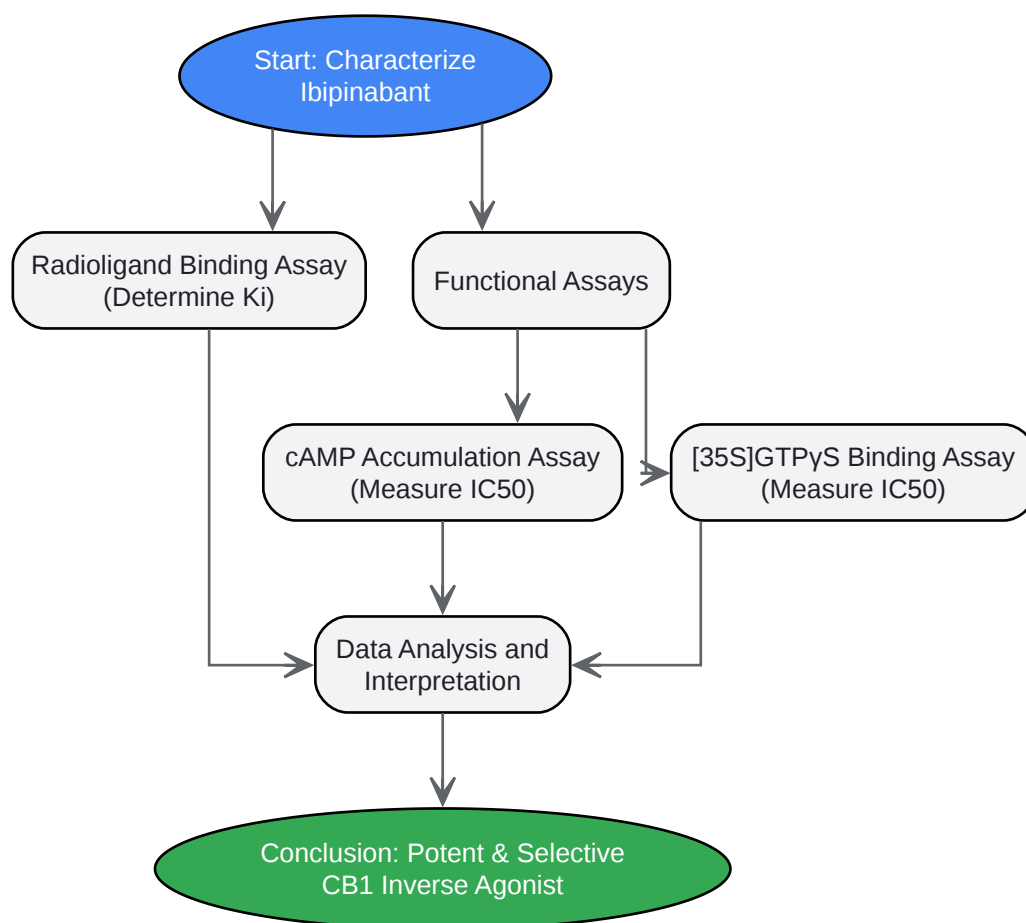 Start: Characterize
Ibipinabant
Radioligand Binding Assay
(Determine Ki)
Functional Assays
cAMP Accumulation Assay
(Measure IC50)
[35S]GTPγS Binding Assay
(Measure IC50)
Data Analysis and
Interpretation
Conclusion: Potent & Selective
CB1 Inverse Agonist